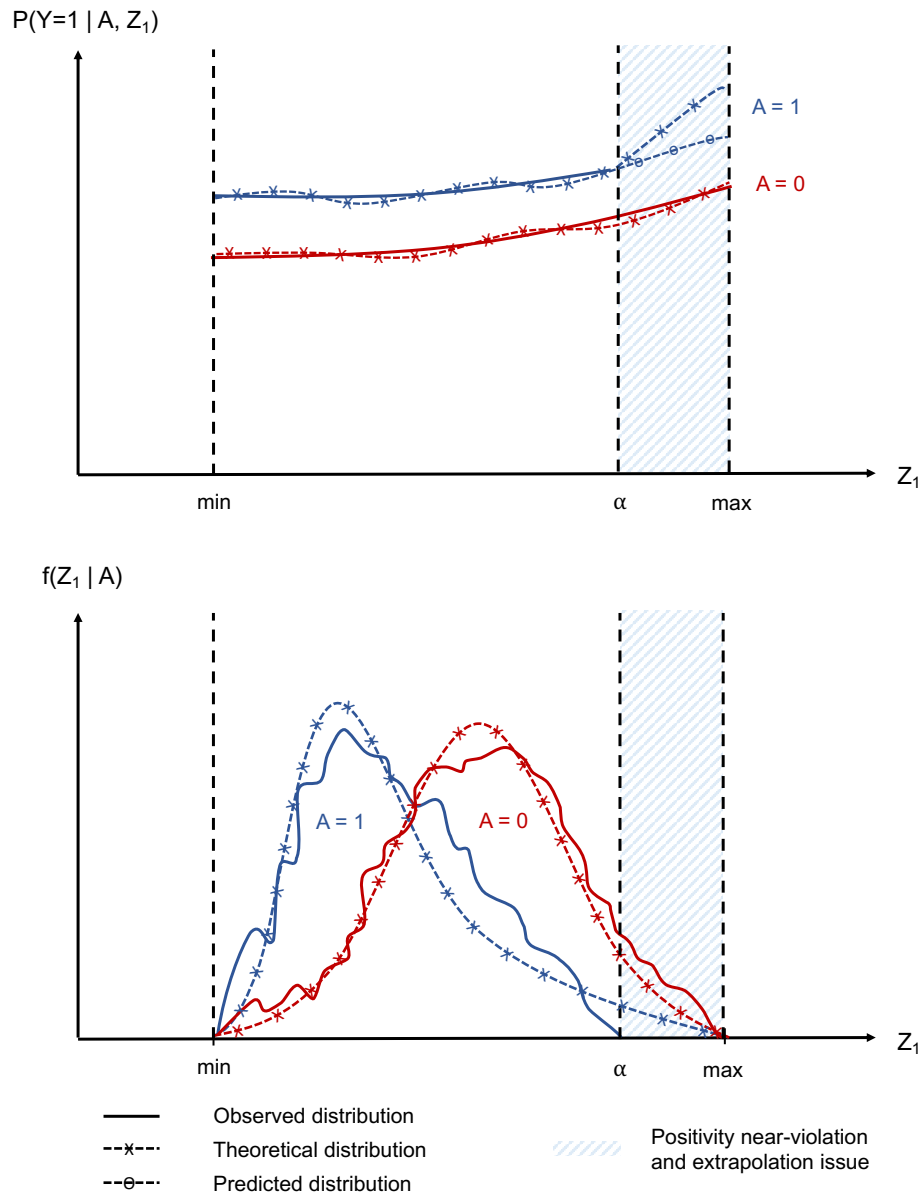 P(Y=1 | A, Z₁)
A = 1
A = 0
Z₁
min
α
max
f(Z₁ | A)
A = 1
A = 0
Z₁
min
α
max
Observed distribution
Theoretical distribution
Predicted distribution
Positivity near-violation
and extrapolation issue